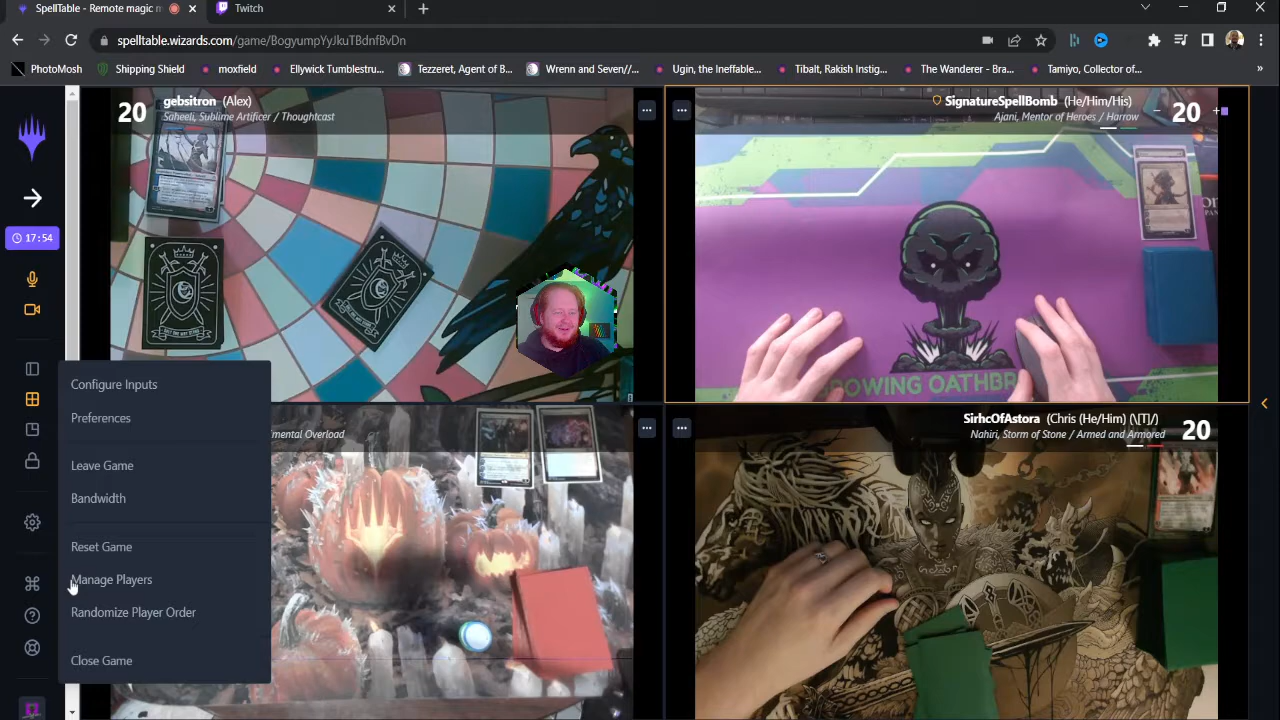 SpellTable - Remote magic m
Twitch
spelltable.wizards.com/game/BogyumpYyJkuTBdnfBvDn
PhotoMosh
Shipping Shield
moxfield
Ellywick Tumblestru...
Tezzeret, Agent of B...
Wrenn and Seven//...
Ugin, the Ineffable...
Tibalt, Rakish Instig...
The Wanderer - Bra...
Tamiyo, Collector of...
»
20
gebsitron (Alex)
Saheeli, Sublime Artificer / Thoughtcast
SignatureSpellBomb (He/Him/His)
Ajani, Mentor of Heroes / Harrow
− 20 +
17:54
ROWING OATHBR
Configure Inputs
Preferences
Leave Game
Bandwidth
Reset Game
Manage Players
Randomize Player Order
Close Game
mental Overload
SirhcOfAstora (Chris (He/Him) (\[T]/)
Nahiri, Storm of Stone / Armed and Armored
20